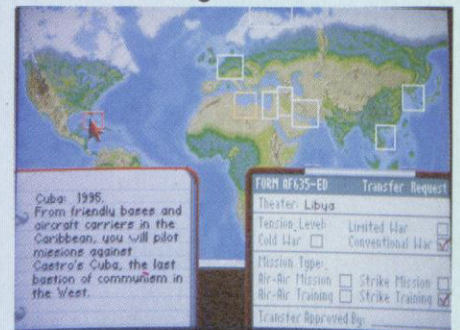 Cuba: 1995.
From friendly bases and
aircraft carriers in the
Caribbean, you will pilot
missions against
Castro's Cuba, the last
bastion of communism in
the West.
FORM AF635-ED Transfer Request
Theater: Libya
Tension Level: Limited War
Cold War Conventional War
Mission Type:
Air-Air Mission Strike Mission
Air-Air Training Strike Training
Transfer Approved By: